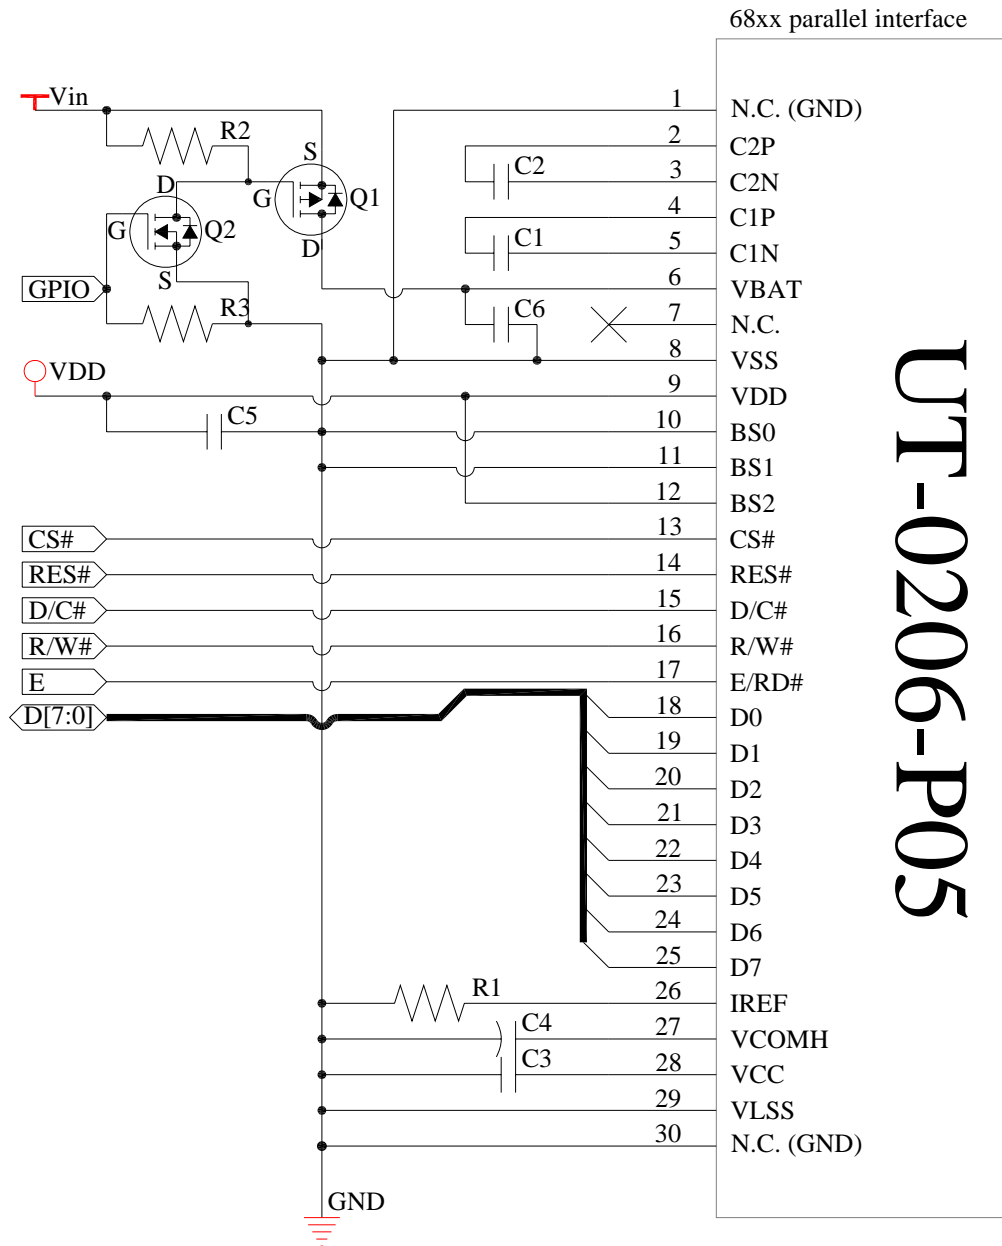 68xx parallel interface
Vin
R2
S
D
G
Q1
G
Q2
D
S
GPIO
R3
VDD
C5
C2
C1
C6
1 N.C. (GND)
2 C2P
3 C2N
4 C1P
5 C1N
6 VBAT
7 N.C.
8 VSS
9 VDD
10 BS0
11 BS1
12 BS2
CS# 13 CS#
RES# 14 RES#
D/C# 15 D/C#
R/W# 16 R/W#
E 17 E/RD#
D[7:0] 18 D0
19 D1
20 D2
21 D3
22 D4
23 D5
24 D6
25 D7
R1 26 IREF
C4 27 VCOMH
C3 28 VCC
29 VLSS
30 N.C. (GND)
GND
UT-0206-P05